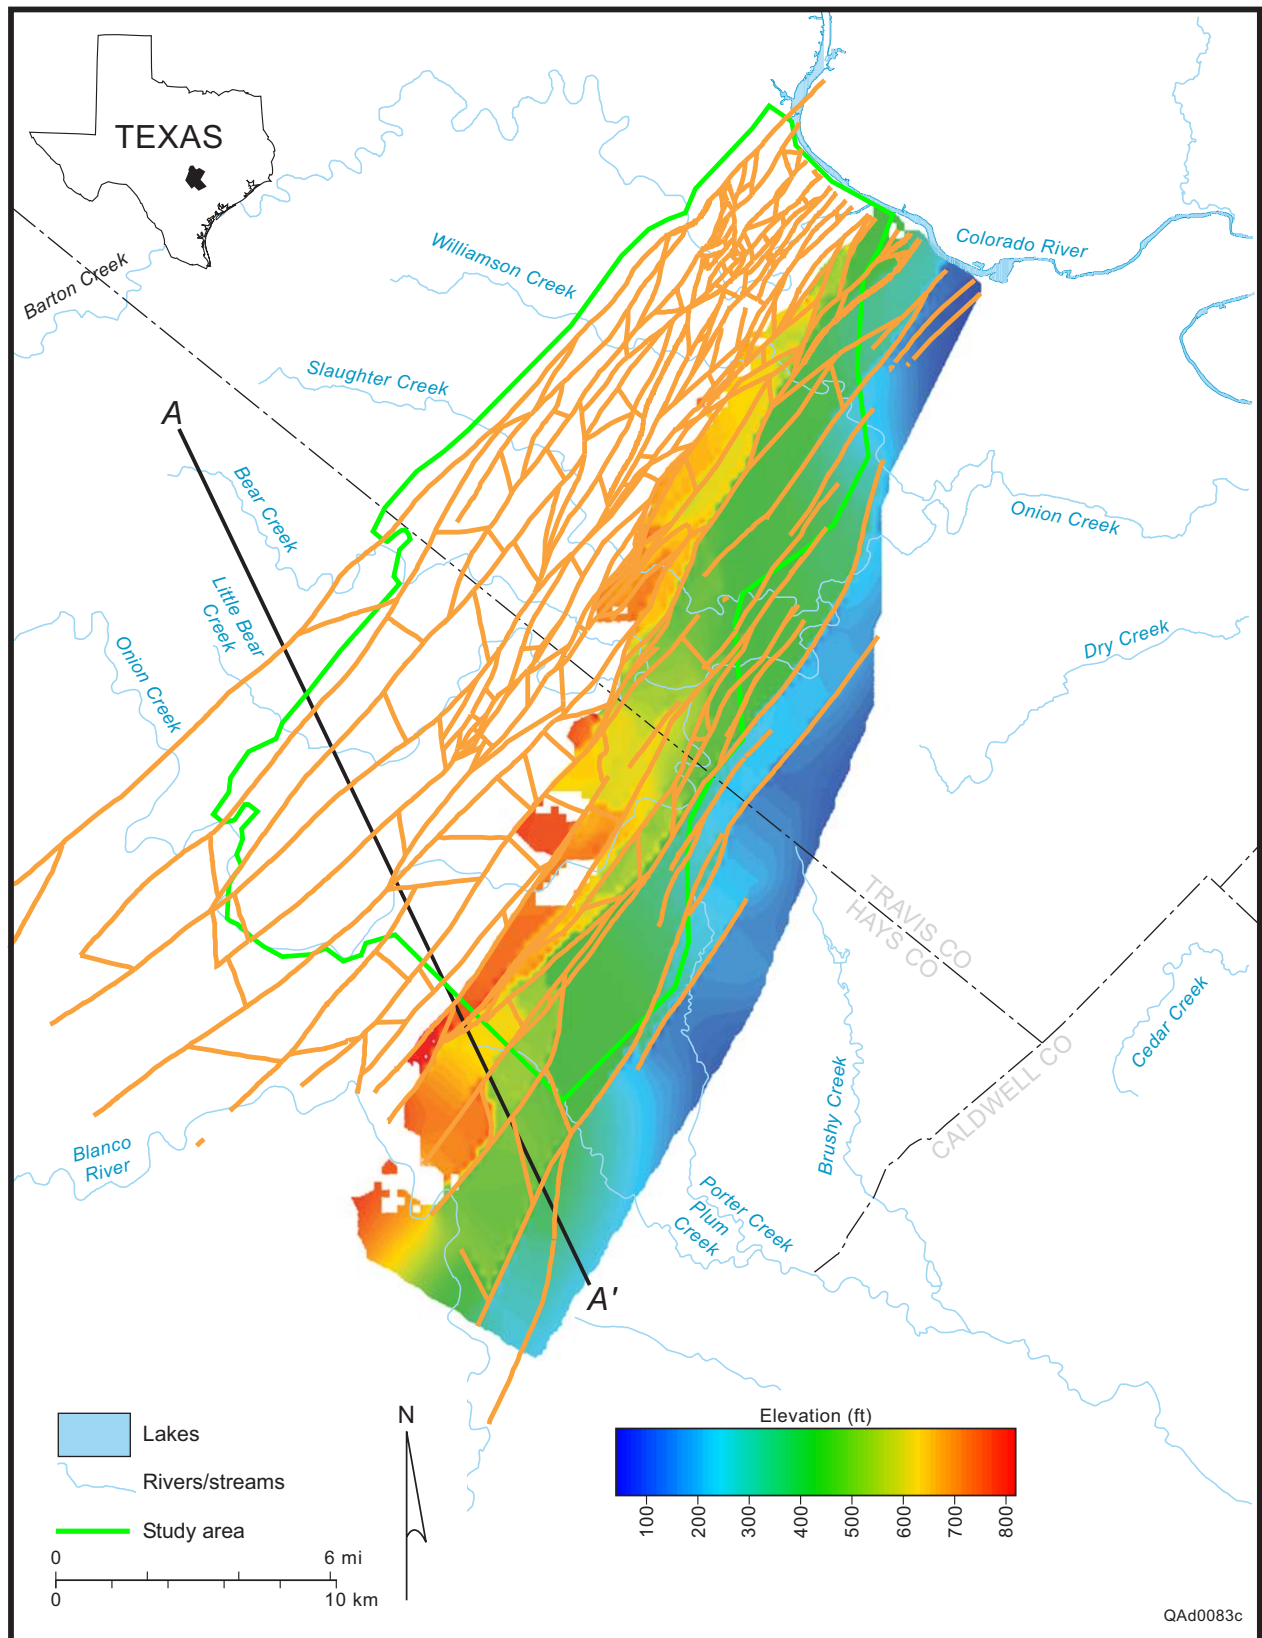 TEXAS
Barton Creek
Williamson Creek
Colorado River
Slaughter Creek
A
Bear Creek
Onion Creek
Little Bear
Creek
Onion Creek
Dry Creek
TRAVIS CO
HAYS CO
Cedar Creek
CALDWELL CO
Brushy Creek
Blanco
River
Porter Creek
Plum
Creek
A'
Lakes
Rivers/streams
Study area
0 6 mi
0 10 km
N
Elevation (ft)
100 200 300 400 500 600 700 800
QAd0083c